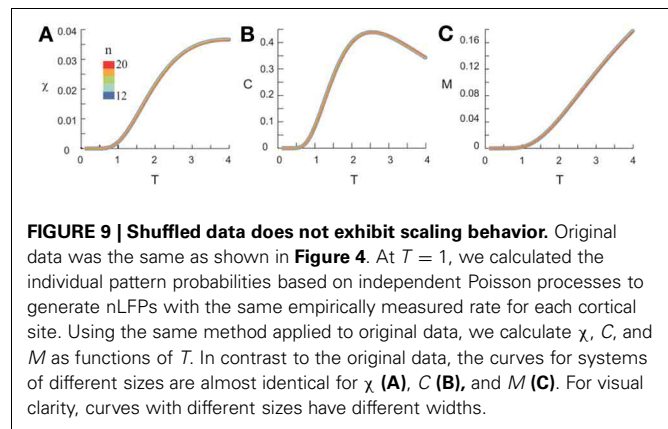 A
B
C
0.04
0.03
0.02
0.01
0
χ
n
20
12
0
1
2
3
4
T
0.4
0.3
0.2
0.1
0
C
0
1
2
3
4
T
0.16
0.12
0.08
0.04
0
M
0
1
2
3
4
T
FIGURE 9 | Shuffled data does not exhibit scaling behavior. Original
data was the same as shown in Figure 4. At T = 1, we calculated the
individual pattern probabilities based on independent Poisson processes to
generate nLFPs with the same empirically measured rate for each cortical
site. Using the same method applied to original data, we calculate χ, C, and
M as functions of T. In contrast to the original data, the curves for systems
of different sizes are almost identical for χ (A), C (B), and M (C). For visual
clarity, curves with different sizes have different widths.